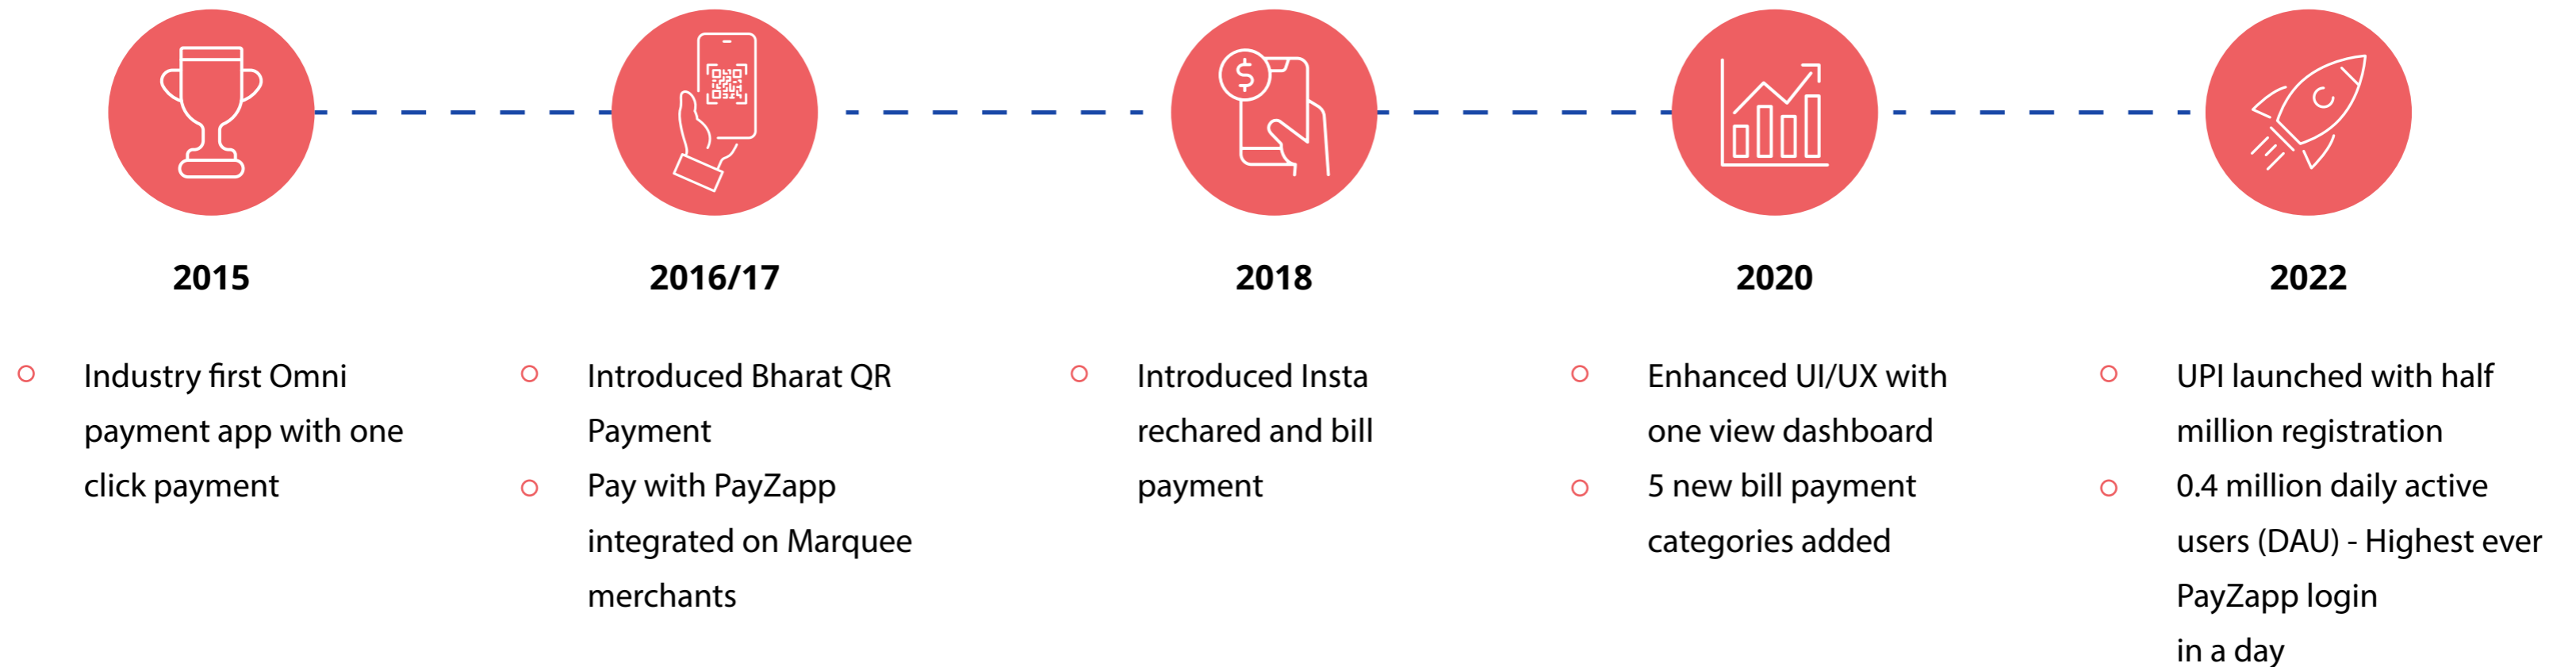 2015
Industry first Omni
payment app with one
click payment
2016/17
Introduced Bharat QR
Payment
Pay with PayZapp
integrated on Marquee
merchants
2018
Introduced Insta
rechared and bill
payment
2020
Enhanced UI/UX with
one view dashboard
5 new bill payment
categories added
2022
UPI launched with half
million registration
0.4 million daily active
users (DAU) - Highest ever
PayZapp login
in a day